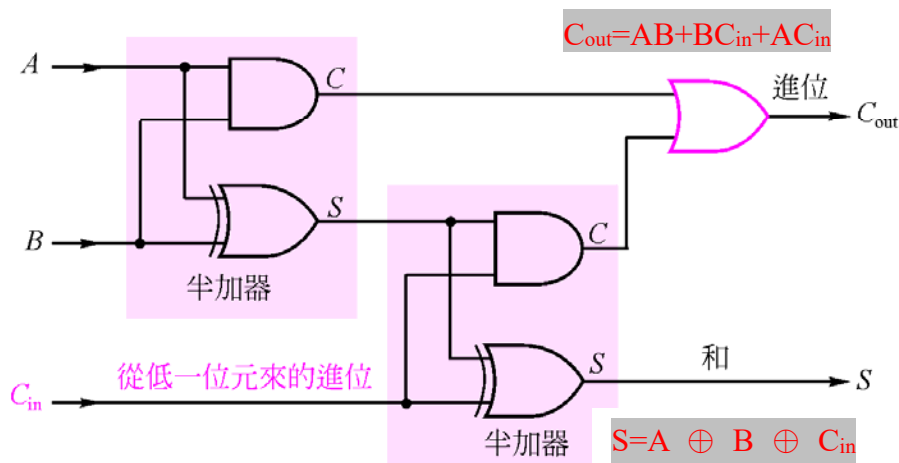 Cout=AB+BCin+ACin
A
C
進位
Cout
B
S
C
半加器
從低一位元來的進位
Cin
S
和
S
半加器
S=A ⊕ B ⊕ Cin